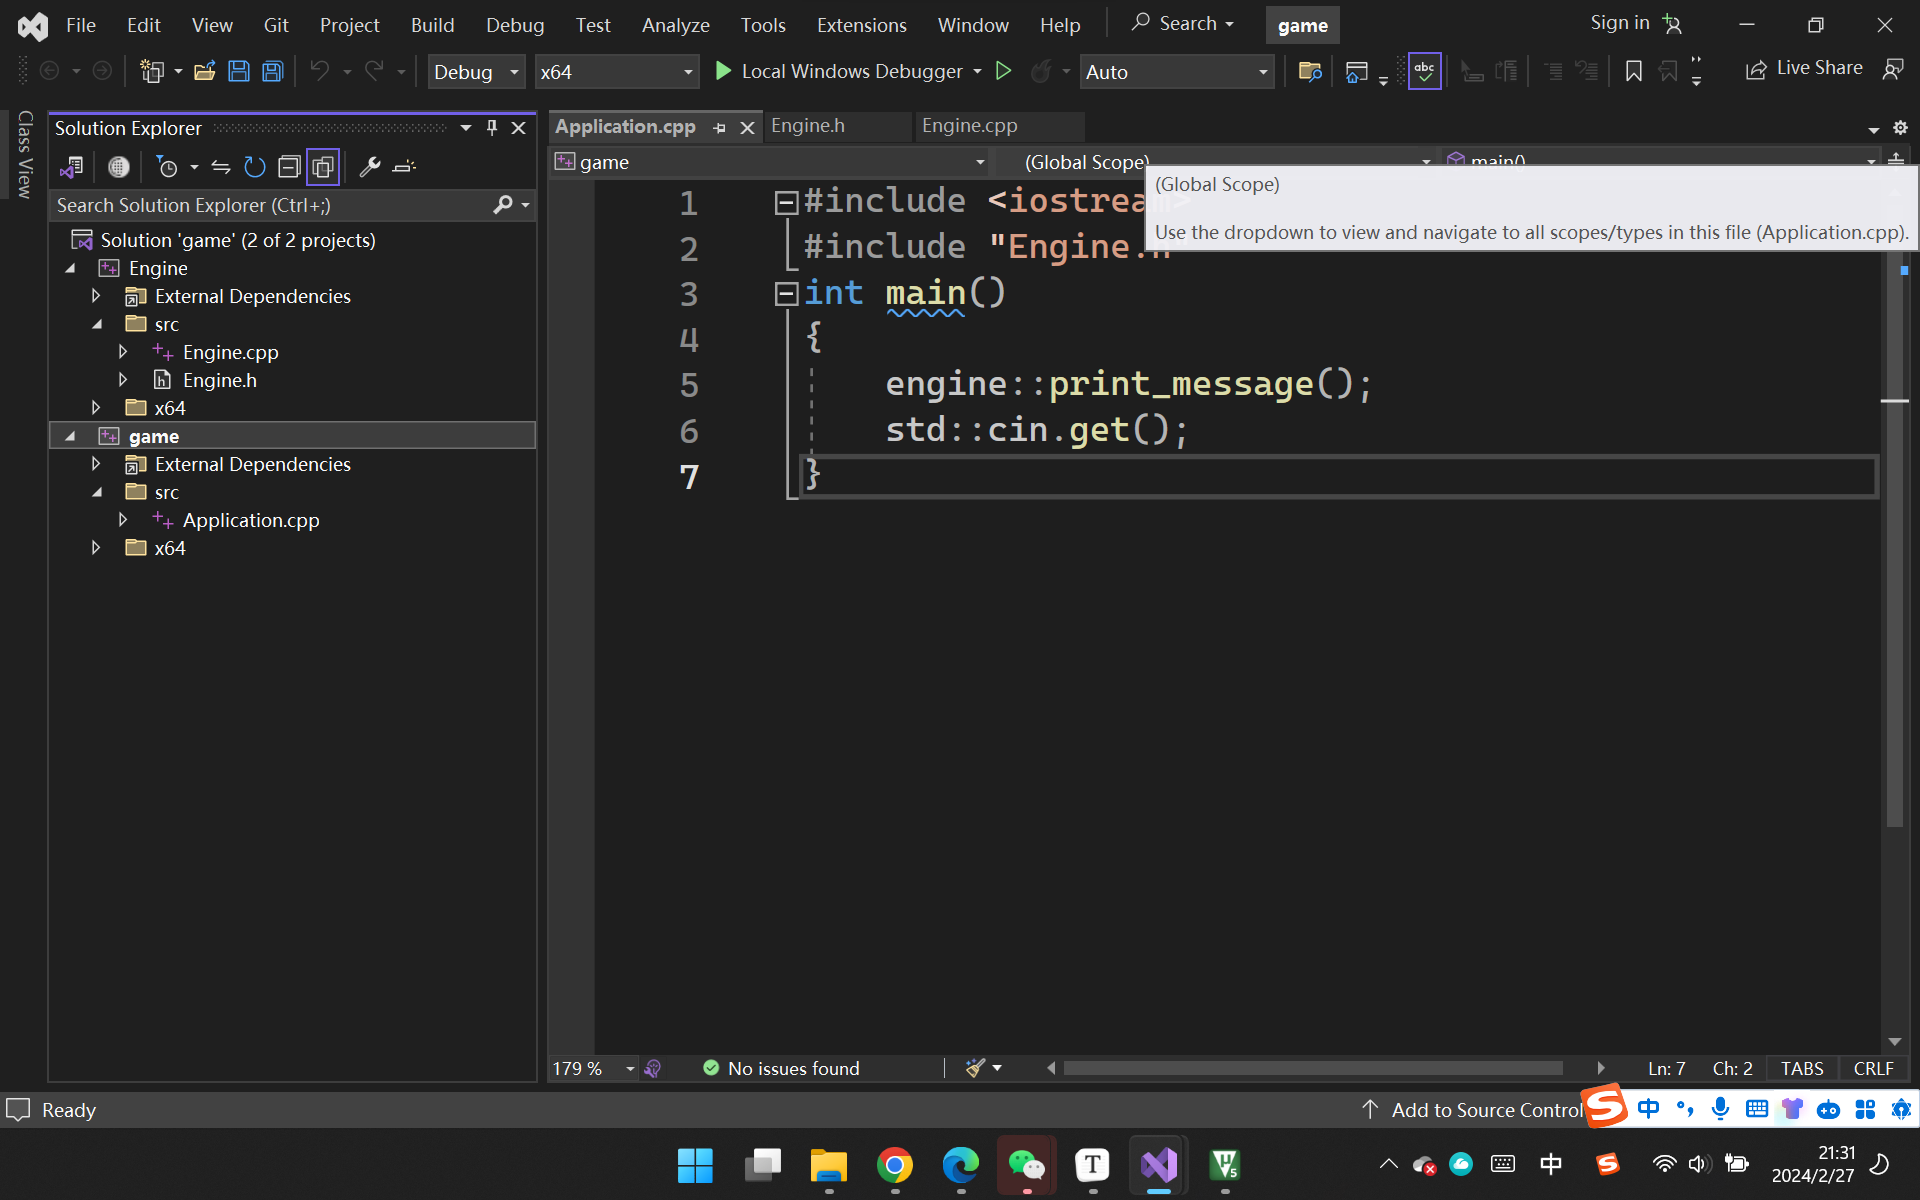 File Edit View Git Project Build Debug Test Analyze Tools Extensions Window Help Search game Sign in
Debug x64 Local Windows Debugger Auto abc Live Share
Class View
Solution Explorer
Search Solution Explorer (Ctrl+;)
Solution 'game' (2 of 2 projects)
Engine
External Dependencies
src
Engine.cpp
Engine.h
x64
game
External Dependencies
src
Application.cpp
x64
Application.cpp Engine.h Engine.cpp
game (Global Scope) main()
(Global Scope)
Use the dropdown to view and navigate to all scopes/types in this file (Application.cpp).
1 #include <iostream>
2 #include "Engine.h"
3 int main()
4 {
5 engine::print_message();
6 std::cin.get();
7 }
179 % No issues found Ln: 7 Ch: 2 TABS CRLF
Ready Add to Source Control 中
T 5 中 21:31
2024/2/27